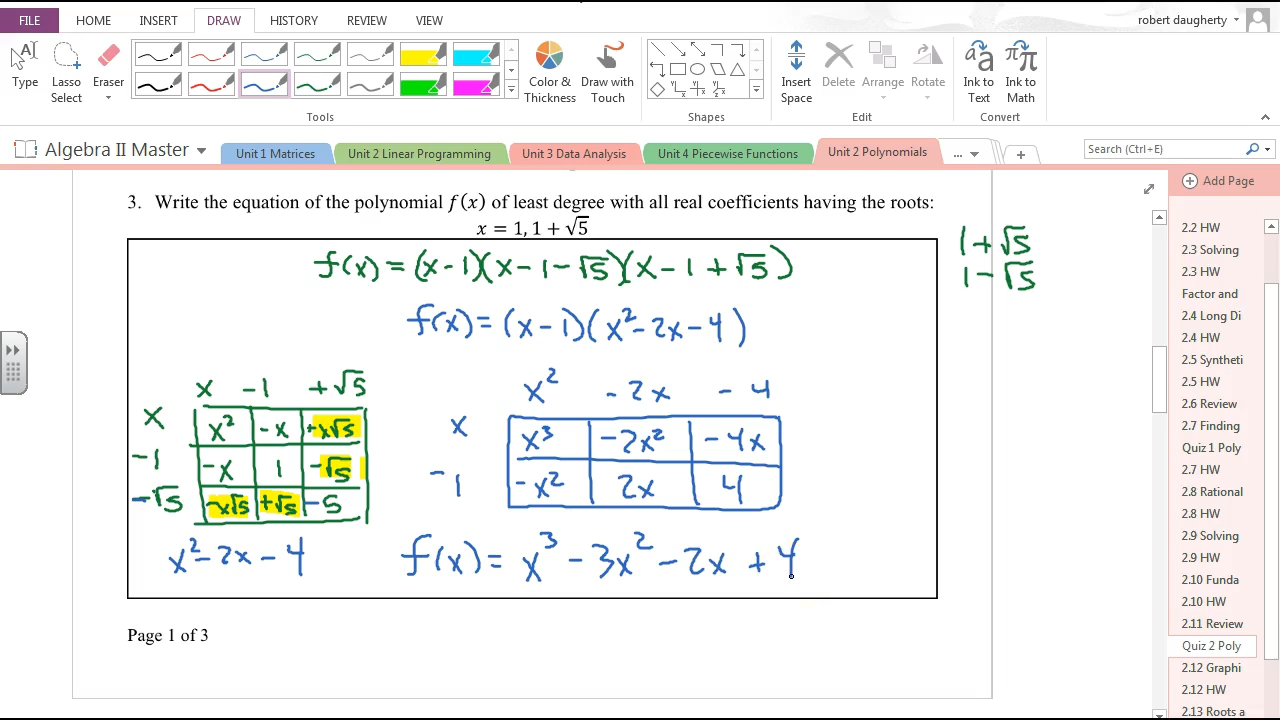 FILE HOME INSERT DRAW HISTORY REVIEW VIEW robert daugherty
Type Lasso Select Eraser Color & Thickness Draw with Touch Insert Space Delete Arrange Rotate Ink to Text Ink to Math
Tools Shapes Edit Convert
Algebra II Master Unit 1 Matrices Unit 2 Linear Programming Unit 3 Data Analysis Unit 4 Piecewise Functions Unit 2 Polynomials ... Search (Ctrl+E)
Add Page
3. Write the equation of the polynomial f(x) of least degree with all real coefficients having the roots:
x = 1, 1 + √5
1 + √5
1 - √5
f(x) = (x - 1)(x - 1 - √5)(x - 1 + √5)
f(x) = (x - 1)(x² - 2x - 4)
x -1 +√5
x x² -x +x√5
-1 -x 1 -√5
-√5 -x√5 +√5 -5
x² - 2x - 4
x² -2x -4
x x³ -2x² -4x
-1 -x² 2x 4
f(x) = x³ - 3x² - 2x + 4
Page 1 of 3
2.2 HW
2.3 Solving
2.3 HW
Factor and
2.4 Long Di
2.4 HW
2.5 Syntheti
2.5 HW
2.6 Review
2.7 Finding
Quiz 1 Poly
2.7 HW
2.8 Rational
2.8 HW
2.9 Solving
2.9 HW
2.10 Funda
2.10 HW
2.11 Review
Quiz 2 Poly
2.12 Graphi
2.12 HW
2.13 Roots a